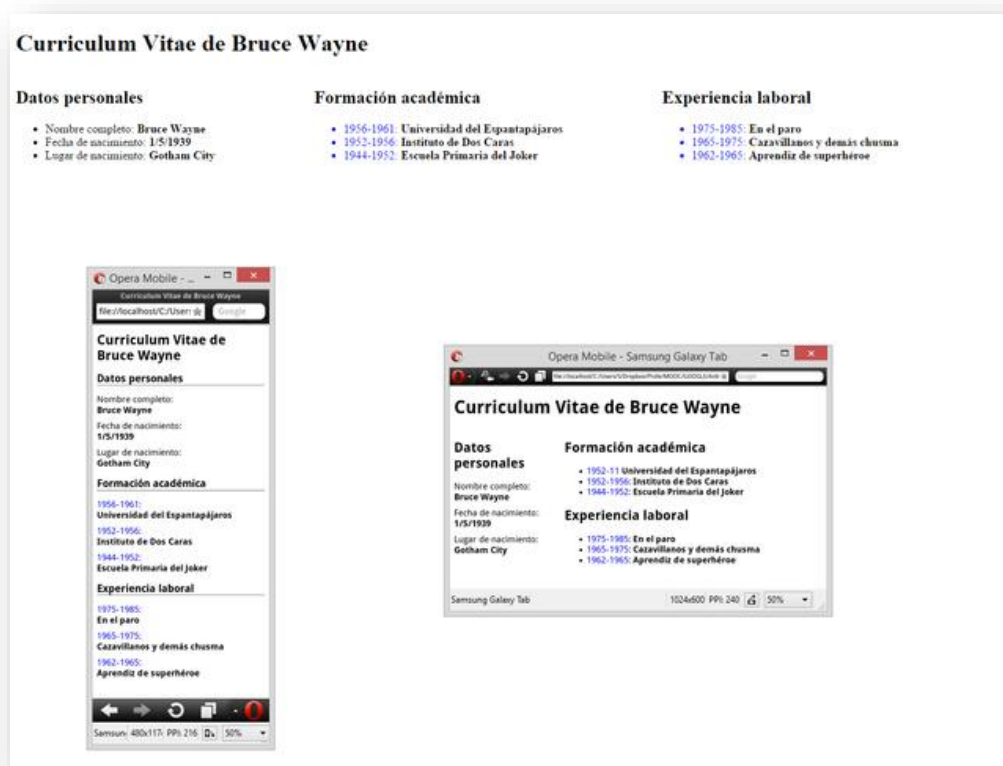 Curriculum Vitae de Bruce Wayne
Datos personales
• Nombre completo: Bruce Wayne
• Fecha de nacimiento: 1/5/1939
• Lugar de nacimiento: Gotham City
Formación académica
• 1956-1961: Universidad del Espantapájaros
• 1952-1956: Instituto de Dos Caras
• 1944-1952: Escuela Primaria del Joker
Experiencia laboral
• 1975-1985: En el paro
• 1965-1975: Cazavillanos y demás chusma
• 1962-1965: Aprendiz de superhéroe
Opera Mobile - ...
Curriculum Vitae de Bruce Wayne
file://localhost/C:/User:
Google
Curriculum Vitae de
Bruce Wayne
Datos personales
Nombre completo:
Bruce Wayne
Fecha de nacimiento:
1/5/1939
Lugar de nacimiento:
Gotham City
Formación académica
1956-1961:
Universidad del Espantapájaros
1952-1956:
Instituto de Dos Caras
1944-1952:
Escuela Primaria del Joker
Experiencia laboral
1975-1985:
En el paro
1965-1975:
Cazavillanos y demás chusma
1962-1965:
Aprendiz de superhéroe
Samsun 480x117 PPI: 216 50%
Opera Mobile - Samsung Galaxy Tab
Curriculum Vitae de Bruce Wayne
Datos
personales
Nombre completo:
Bruce Wayne
Fecha de nacimiento:
1/5/1939
Lugar de nacimiento:
Gotham City
Formación académica
• 1952-11 Universidad del Espantapájaros
• 1952-1956: Instituto de Dos Caras
• 1944-1952: Escuela Primaria del Joker
Experiencia laboral
• 1975-1985: En el paro
• 1965-1975: Cazavillanos y demás chusma
• 1962-1965: Aprendiz de superhéroe
Samsung Galaxy Tab 1024x600 PPI: 240 50%